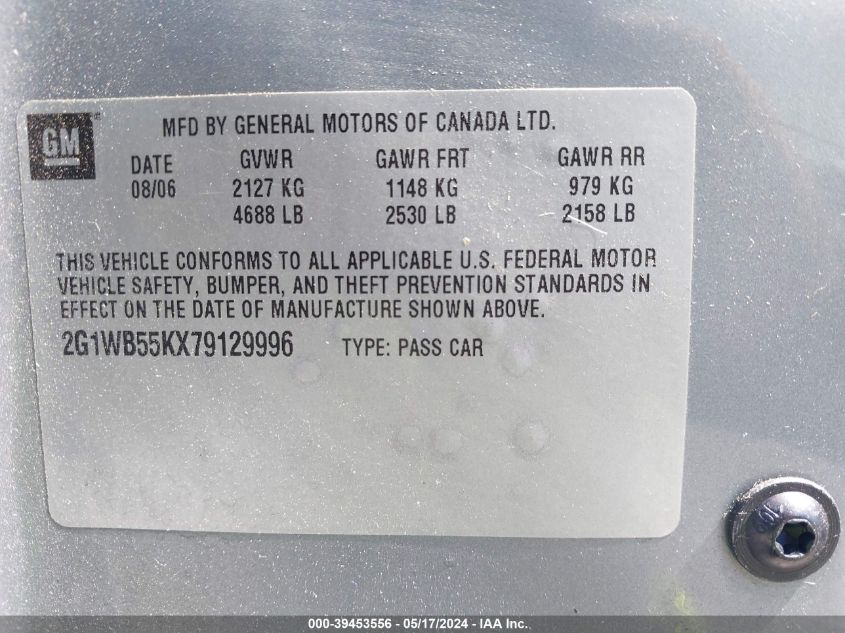 GM
MFD BY GENERAL MOTORS OF CANADA LTD.
DATE GVWR GAWR FRT GAWR RR
08/06 2127 KG 1148 KG 979 KG
4688 LB 2530 LB 2158 LB
THIS VEHICLE CONFORMS TO ALL APPLICABLE U.S. FEDERAL MOTOR
VEHICLE SAFETY, BUMPER, AND THEFT PREVENTION STANDARDS IN
EFFECT ON THE DATE OF MANUFACTURE SHOWN ABOVE.
2G1WB55KX79129996 TYPE: PASS CAR
000-39453556 - 05/17/2024 - IAA Inc.